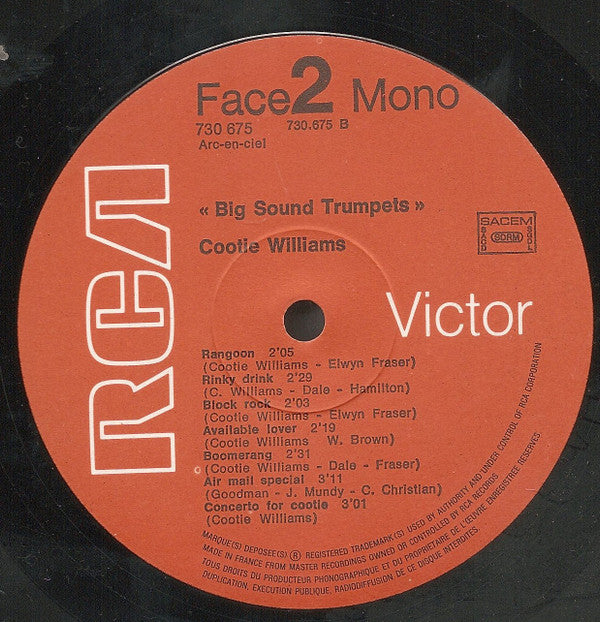 Face 2 Mono
730 675 730.675 B
Arc-en-ciel
« Big Sound Trumpets »
Cootie Williams
SACEM
SACD SDRM SGDL
RCA
Victor
Rangoon 2'05
(Cootie Williams - Elwyn Fraser)
Rinky drink 2'29
(C. Williams - Dale - Hamilton)
Block rock 2'03
(Cootie Williams - Elwyn Fraser)
Available lover 2'19
(Cootie Williams W. Brown)
Boomerang 2'31
(Cootie Williams - Dale - Fraser)
Air mail special 3'11
(Goodman - J. Mundy - C. Christian)
Concerto for cootie 3'01
(Cootie Williams)
MARQUE(S) DEPOSEE(S) ® REGISTERED TRADEMARK(S) USED BY AUTHORITY AND UNDER CONTROL OF RCA CORPORATION
MADE IN FRANCE FROM MASTER RECORDINGS OWNED OR CONTROLLED BY RCA RECORDS
TOUS DROITS DU PRODUCTEUR PHONOGRAPHIQUE ET DU PROPRIETAIRE DE L'ŒUVRE ENREGISTREE RESERVES
DUPLICATION, EXECUTION PUBLIQUE, RADIODIFFUSION DE CE DISQUE INTERDITES.